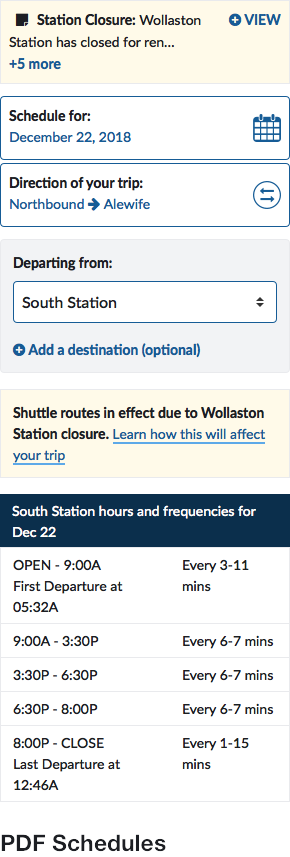 Station Closure: Wollaston VIEW
Station has closed for ren...
+5 more
Schedule for:
December 22, 2018
Direction of your trip:
Northbound Alewife
Departing from:
South Station
Add a destination (optional)
Shuttle routes in effect due to Wollaston
Station closure. Learn how this will affect
your trip
South Station hours and frequencies for
Dec 22
OPEN - 9:00A Every 3-11
First Departure at mins
05:32A
9:00A - 3:30P Every 6-7 mins
3:30P - 6:30P Every 6-7 mins
6:30P - 8:00P Every 6-7 mins
8:00P - CLOSE Every 1-15
Last Departure at mins
12:46A
PDF Schedules